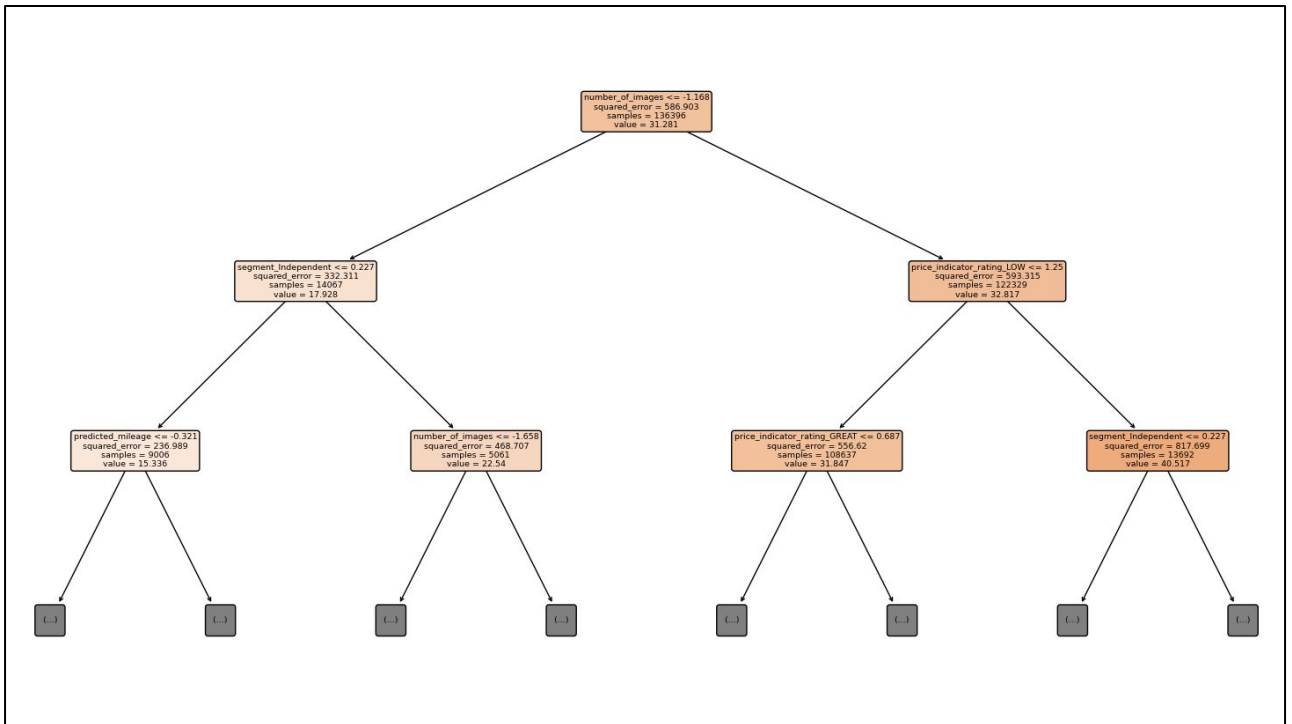 number_of_images <= -1.168
squared_error = 586.903
samples = 136396
value = 31.281
segment_Independent <= 0.227
squared_error = 332.311
samples = 14067
value = 17.928
price_indicator_rating_LOW <= 1.25
squared_error = 593.315
samples = 122329
value = 32.817
predicted_mileage <= -0.321
squared_error = 236.989
samples = 9006
value = 15.336
number_of_images <= -1.658
squared_error = 468.707
samples = 5061
value = 22.54
price_indicator_rating_GREAT <= 0.687
squared_error = 556.62
samples = 108637
value = 31.847
segment_Independent <= 0.227
squared_error = 817.699
samples = 13692
value = 40.517
(...)
(...)
(...)
(...)
(...)
(...)
(...)
(...)